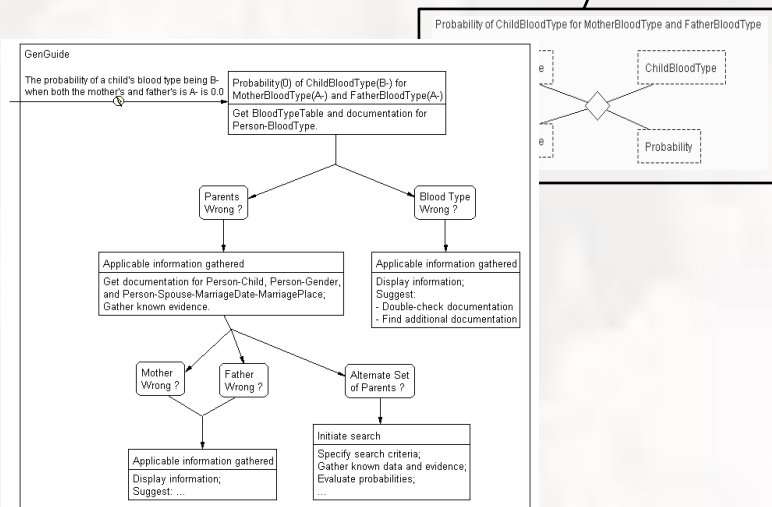 Probability of ChildBloodType for MotherBloodType and FatherBloodType
ChildBloodType
Probability
GenGuide
The probability of a child's blood type being B-
when both the mother's and father's is A- is 0.0
Probability(0) of ChildBloodType(B-) for
MotherBloodType(A-) and FatherBloodType(A-)
Get BloodTypeTable and documentation for
Person-BloodType.
Parents
Wrong ?
Blood Type
Wrong ?
Applicable information gathered
Get documentation for Person-Child, Person-Gender,
and Person-Spouse-MarriageDate-MarriagePlace;
Gather known evidence.
Applicable information gathered
Display information;
Suggest:
- Double-check documentation
- Find additional documentation
Mother
Wrong ?
Father
Wrong ?
Alternate Set
of Parents ?
Applicable information gathered
Display information;
Suggest: ...
Initiate search
Specify search criteria;
Gather known data and evidence;
Evaluate probabilities;
...